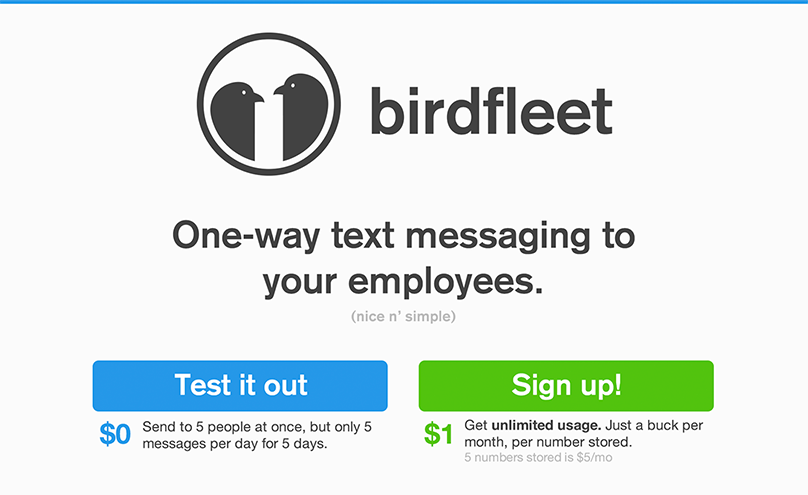 birdfleet
One-way text messaging to
your employees.
(nice n’ simple)
Test it out
$0 Send to 5 people at once, but only 5
messages per day for 5 days.
Sign up!
$1 Get unlimited usage. Just a buck per
month, per number stored.
5 numbers stored is $5/mo